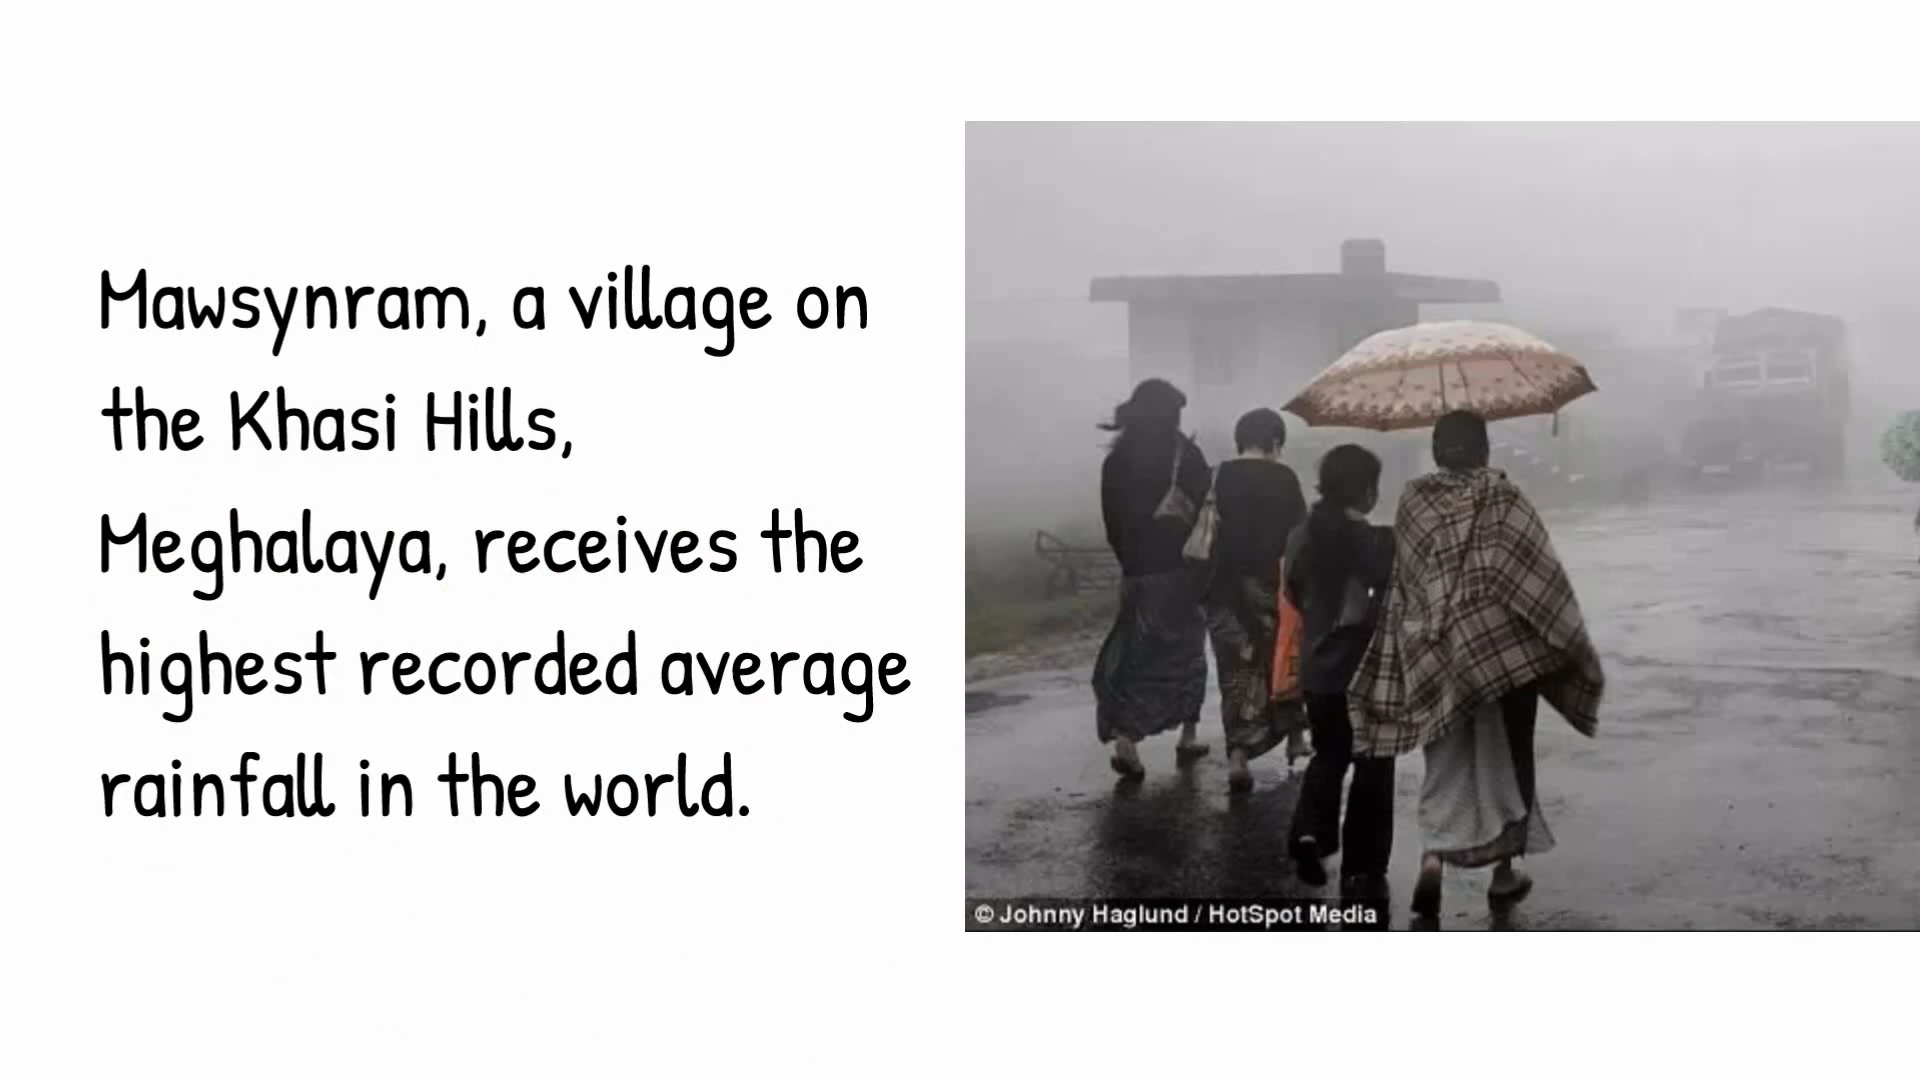 Mawsynram, a village on
the Khasi Hills,
Meghalaya, receives the
highest recorded average
rainfall in the world.
© Johnny Haglund / HotSpot Media